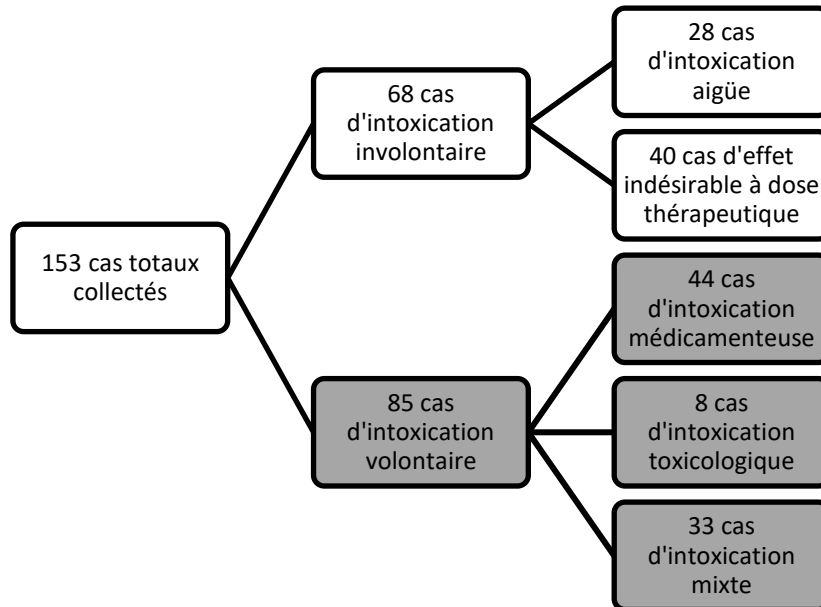 153 cas totaux
collectés
68 cas
d'intoxication
involontaire
28 cas
d'intoxication
aigüe
40 cas d'effet
indésirable à dose
thérapeutique
85 cas
d'intoxication
volontaire
44 cas
d'intoxication
médicamenteuse
8 cas
d'intoxication
toxicologique
33 cas
d'intoxication
mixte